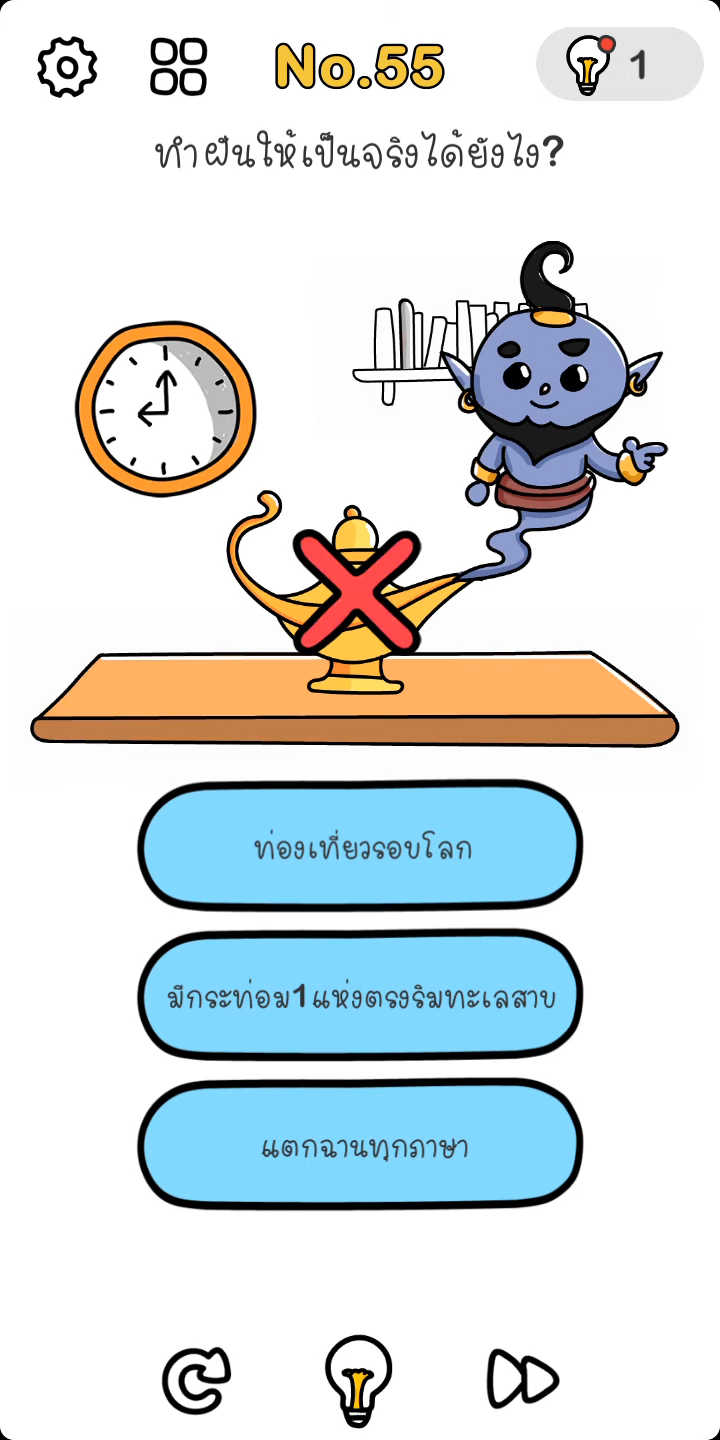 No.55
1
ทำฝันให้เป็นจริงได้ยังไง?
ท่องเที่ยวรอบโลก
มีกระท่อม1แห่งตรงริมทะเลสาบ
แตกฉานทุกภาษา